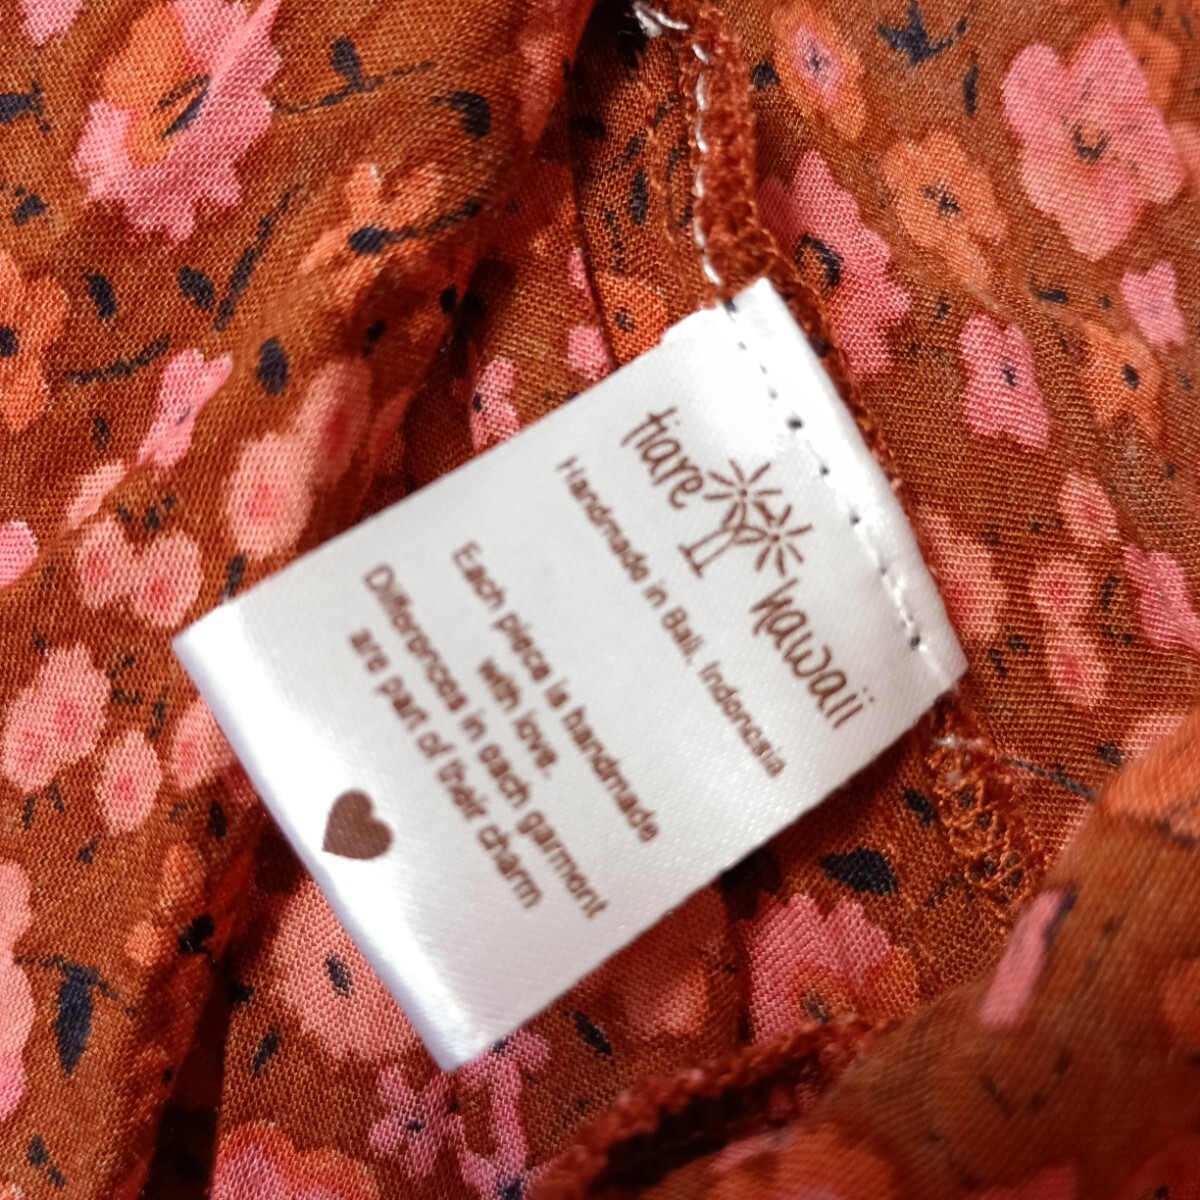 tiare hawaii
Handmade in Bali, Indonesia
Each piece is handmade
with love.
Differences in each garment
are part of their charm